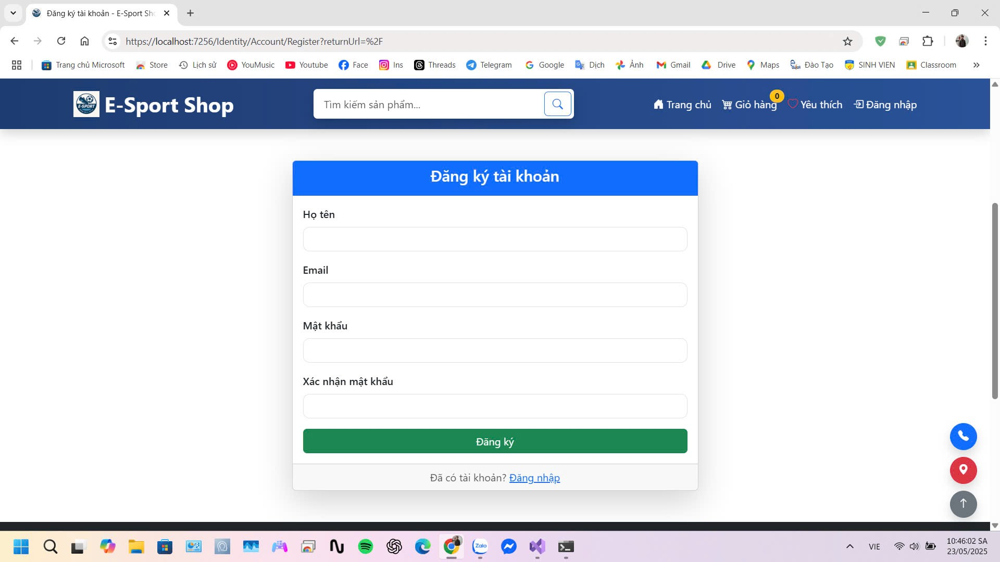 Đăng ký tài khoản - E-Sport Sho
https://localhost:7256/Identity/Account/Register?returnUrl=%2F
Trang chủ Microsoft
Store
Lịch sử
YouMusic
Youtube
Face
Ins
Threads
Telegram
Google
Dịch
Ảnh
Gmail
Drive
Maps
Đào Tạo
SINH VIEN
Classroom
E-SPORT
E-Sport Shop
Tìm kiếm sản phẩm...
Trang chủ
Giỏ hàng
0
Yêu thích
Đăng nhập
Đăng ký tài khoản
Họ tên
Email
Mật khẩu
Xác nhận mật khẩu
Đăng ký
Đã có tài khoản? Đăng nhập
Zalo
VIE
10:46:02 SA
23/05/2025